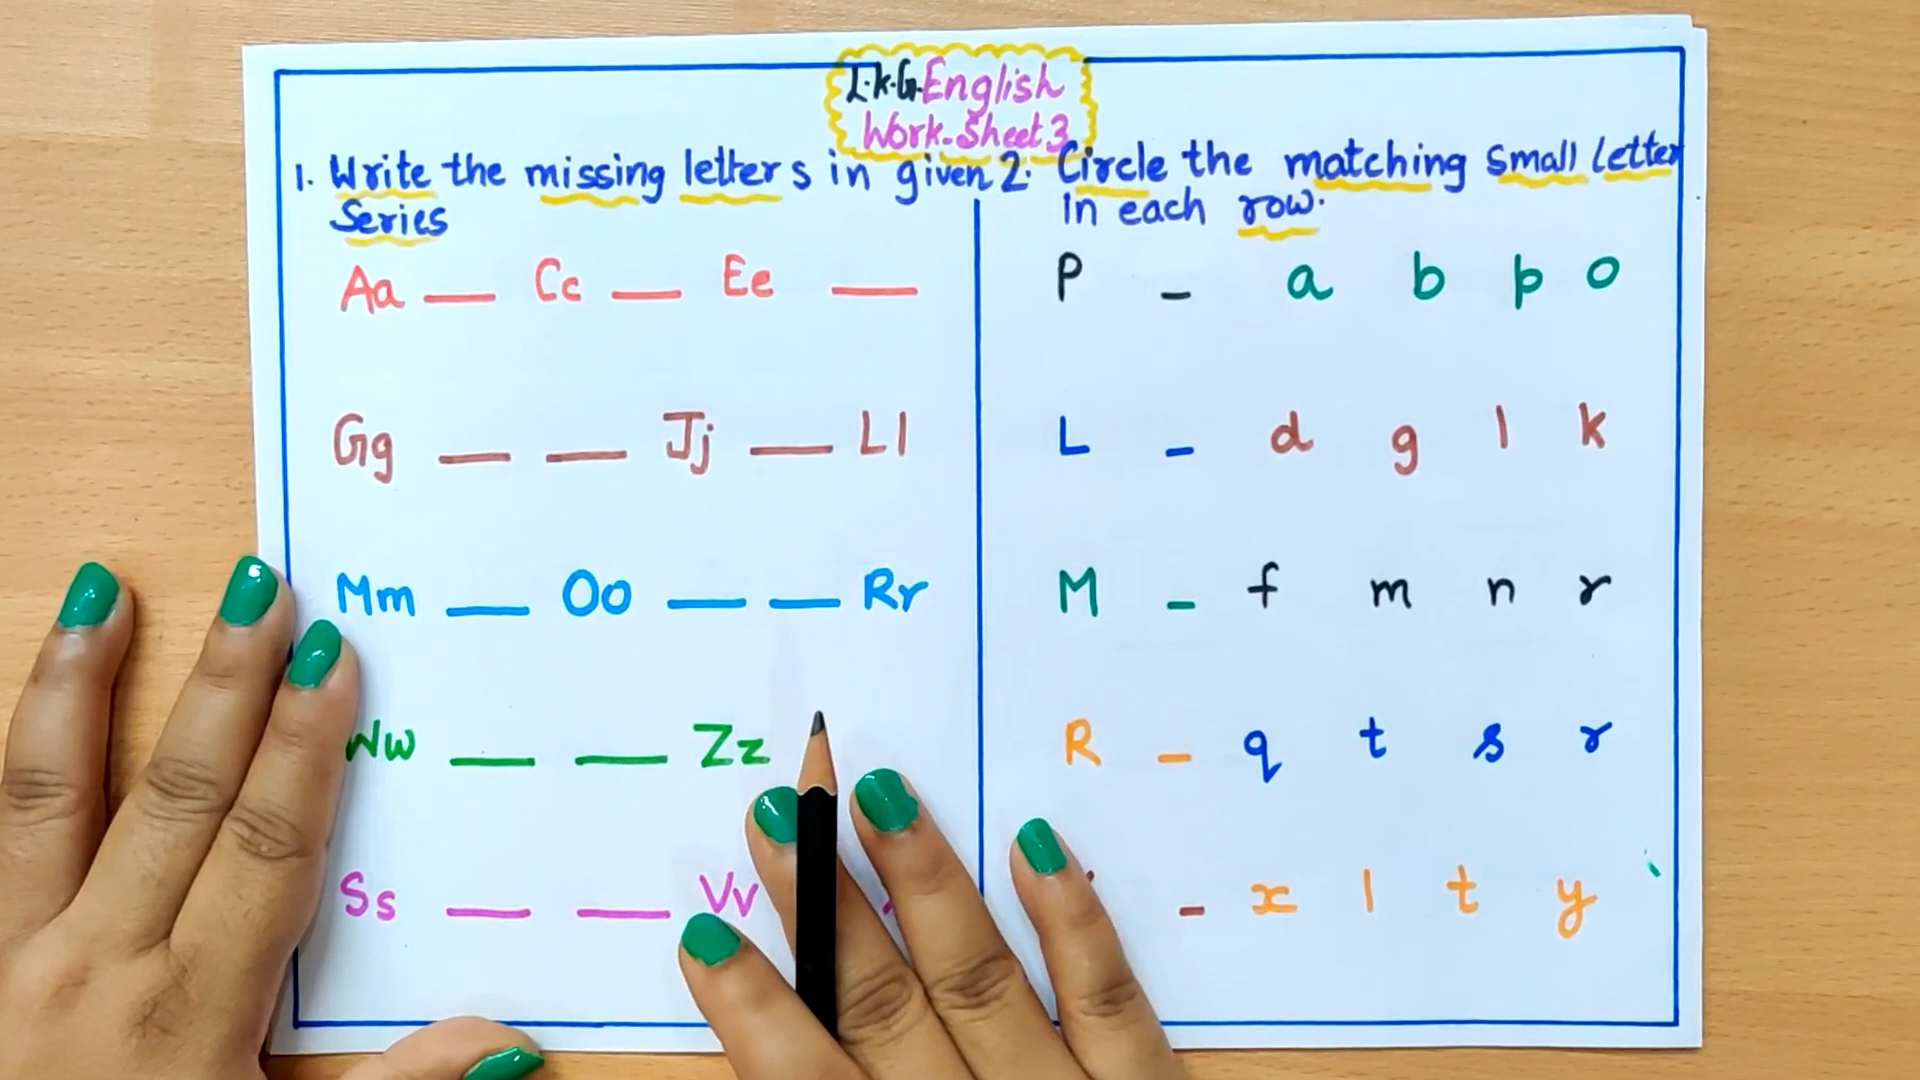 L.K.G. English
Work-Sheet 3
1. Write the missing letters in given
Series
Aa __ Cc __ Ee __
Gg __ __ Jj __ Ll
Mm __ Oo __ __ Rr
Ww __ __ Zz
Ss __ __ Vv
2. Circle the matching small letter
in each row.
P - a b p o
L - d g l k
M - f m n r
R - q t s r
- x l t y